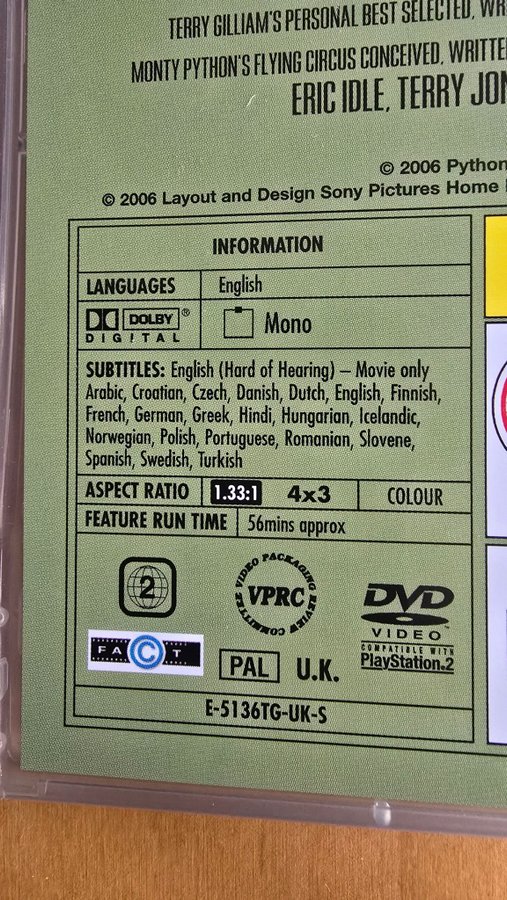 TERRY GILLIAM'S PERSONAL BEST SELECTED, WR
MONTY PYTHON'S FLYING CIRCUS CONCEIVED, WRITTE
ERIC IDLE, TERRY JON
© 2006 Python
© 2006 Layout and Design Sony Pictures Home
INFORMATION
LANGUAGES English
DOLBY® Mono
DIGITAL
SUBTITLES: English (Hard of Hearing) – Movie only
Arabic, Croatian, Czech, Danish, Dutch, English, Finnish,
French, German, Greek, Hindi, Hungarian, Icelandic,
Norwegian, Polish, Portuguese, Romanian, Slovene,
Spanish, Swedish, Turkish
ASPECT RATIO 1.33:1 4x3 COLOUR
FEATURE RUN TIME 56mins approx
2
VIDEO PACKAGING REVIEW COMMITTEE
VPRC
DVD
VIDEO
COMPATIBLE WITH
PlayStation.2
FACT
PAL U.K.
E-5136TG-UK-S